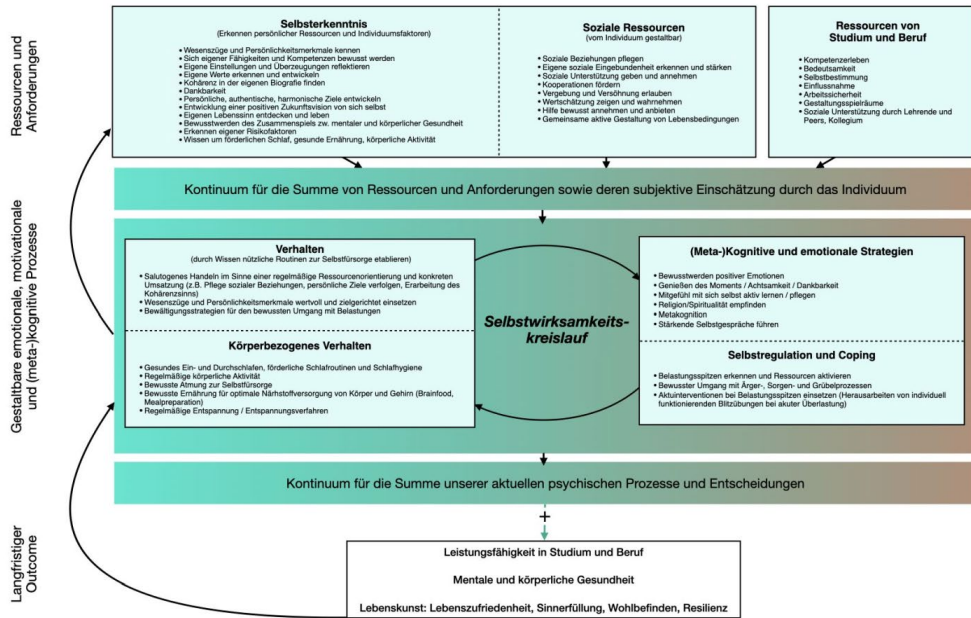 Ressourcen und
Anforderungen
Selbsterkenntnis
(Erkennen persönlicher Ressourcen und Individuumsfaktoren)
• Wesenszüge und Persönlichkeitsmerkmale kennen
• Sich eigener Fähigkeiten und Kompetenzen bewusst werden
• Eigene Einstellungen und Überzeugungen reflektieren
• Eigene Werte erkennen und entwickeln
• Kohärenz in der eigenen Biografie finden
• Dankbarkeit
• Persönliche, authentische, harmonische Ziele entwickeln
• Entwicklung einer positiven Zukunftsvision von sich selbst
• Eigenen Lebenssinn entdecken und leben
• Bewusstwerden des Zusammenspiels zw. mentaler und körperlicher Gesundheit
• Erkennen eigener Risikofaktoren
• Wissen um förderlichen Schlaf, gesunde Ernährung, körperliche Aktivität
Soziale Ressourcen
(vom Individuum gestaltbar)
• Soziale Beziehungen pflegen
• Eigene soziale Eingebundenheit erkennen und stärken
• Soziale Unterstützung geben und annehmen
• Kooperationen fördern
• Vergebung und Versöhnung erlauben
• Wertschätzung zeigen und wahrnehmen
• Hilfe bewusst annehmen und anbieten
• Gemeinsame aktive Gestaltung von Lebensbedingungen
Ressourcen von
Studium und Beruf
• Kompetenzerleben
• Bedeutsamkeit
• Selbstbestimmung
• Einflussnahme
• Arbeitssicherheit
• Gestaltungsspielräume
• Soziale Unterstützung durch Lehrende und
Peers, Kollegium
Kontinuum für die Summe von Ressourcen und Anforderungen sowie deren subjektive Einschätzung durch das Individuum
Gestaltbare emotionale, motivationale
und (meta-)kognitive Prozesse
Verhalten
(durch Wissen nützliche Routinen zur Selbstfürsorge etablieren)
• Salutogenes Handeln im Sinne einer regelmäßige Ressourcenorientierung und konkreten
Umsetzung (z.B. Pflege sozialer Beziehungen, persönliche Ziele verfolgen, Erarbeitung des
Kohärenzsinns)
• Wesenszüge und Persönlichkeitsmerkmale wertvoll und zielgerichtet einsetzen
• Bewältigungsstrategien für den bewussten Umgang mit Belastungen
Körperbezogenes Verhalten
• Gesundes Ein- und Durchschlafen, förderliche Schlafroutinen und Schlafhygiene
• Regelmäßige körperliche Aktivität
• Bewusste Atmung zur Selbstfürsorge
• Bewusste Ernährung für optimale Närhstoffversorgung von Körper und Gehirn (Brainfood,
Mealpreparation)
• Regelmäßige Entspannung / Entspannungsverfahren
Selbstwirksamkeits-
kreislauf
(Meta-)Kognitive und emotionale Strategien
• Bewusstwerden positiver Emotionen
• Genießen des Moments / Achtsamkeit / Dankbarkeit
• Mitgefühl mit sich selbst aktiv lernen / pflegen
• Religion/Spiritualität empfinden
• Metakognition
• Stärkende Selbstgespräche führen
Selbstregulation und Coping
• Belastungsspitzen erkennen und Ressourcen aktivieren
• Bewusster Umgang mit Ärger-, Sorgen- und Grübelprozessen
• Aktuinterventionen bei Belastungsspitzen einsetzen (Herausarbeiten von individuell
funktionierenden Blitzübungen bei akuter Überlastung)
Kontinuum für die Summe unserer aktuellen psychischen Prozesse und Entscheidungen
+
Langfristiger
Outcome
Leistungsfähigkeit in Studium und Beruf
Mentale und körperliche Gesundheit
Lebenskunst: Lebenszufriedenheit, Sinnerfüllung, Wohlbefinden, Resilienz